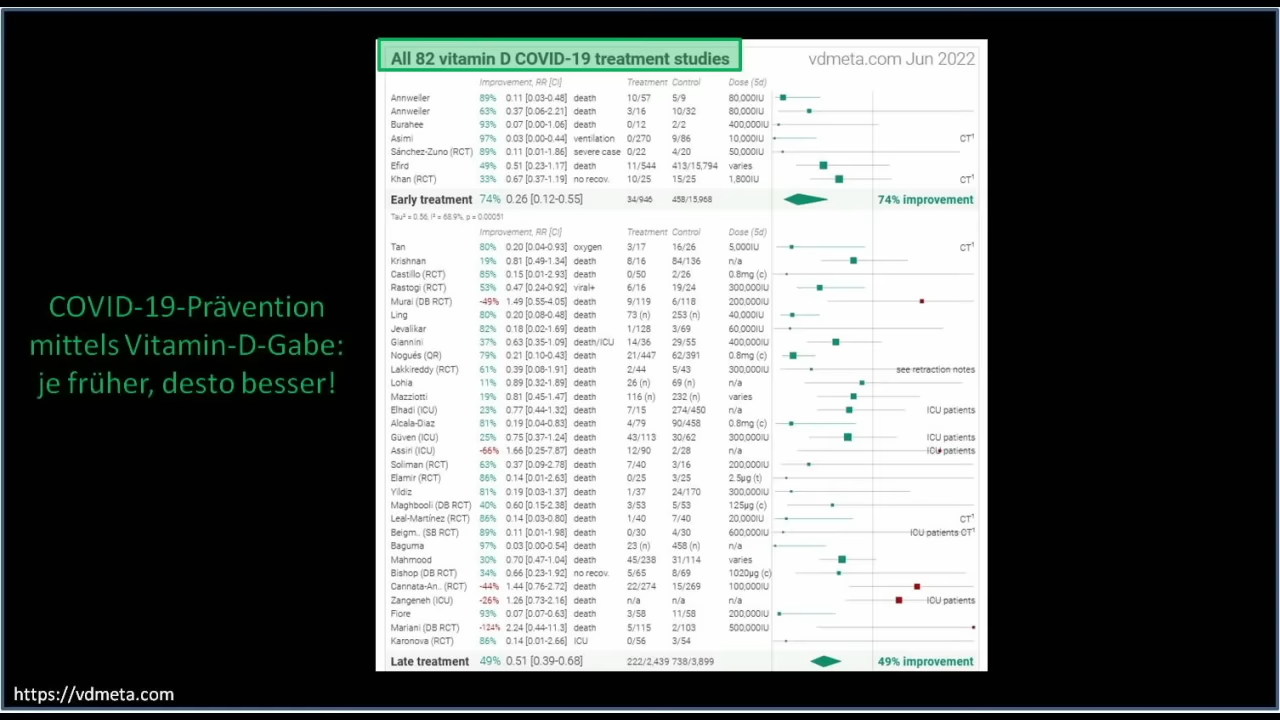 All 82 vitamin D COVID-19 treatment studies vdmeta.com Jun 2022
Improvement, RR [CI] Treatment Control Dose (5d)
Annweiler 89% 0.11 [0.03-0.48] death 10/57 5/9 80,000IU
Annweiler 63% 0.37 [0.06-2.21] death 3/16 10/32 80,000IU
Burahee 93% 0.07 [0.00-1.06] death 0/12 2/2 400,000IU
Asimi 97% 0.03 [0.00-0.44] ventilation 0/270 9/86 10,000IU CT¹
Sánchez-Zuno (RCT) 89% 0.11 [0.01-1.86] severe case 0/22 4/20 50,000IU
Efird 49% 0.51 [0.23-1.17] death 11/544 413/15,794 varies
Khan (RCT) 33% 0.67 [0.37-1.19] no recov. 10/25 15/25 1,800IU CT¹
Early treatment 74% 0.26 [0.12-0.55] 34/946 458/15,968 74% improvement
Tau² = 0.56, I² = 68.9%, p = 0.00051
Improvement, RR [CI] Treatment Control Dose (5d)
Tan 80% 0.20 [0.04-0.93] oxygen 3/17 16/26 5,000IU CT¹
Krishnan 19% 0.81 [0.49-1.34] death 8/16 84/136 n/a
Castillo (RCT) 85% 0.15 [0.01-2.93] death 0/50 2/26 0.8mg (c)
Rastogi (RCT) 53% 0.47 [0.24-0.92] viral+ 6/16 19/24 300,000IU
Murai (DB RCT) -49% 1.49 [0.55-4.05] death 9/119 6/118 200,000IU
Ling 80% 0.20 [0.08-0.48] death 73 (n) 253 (n) 40,000IU
Jevalikar 82% 0.18 [0.02-1.69] death 1/128 3/69 60,000IU
Giannini 37% 0.63 [0.35-1.09] death/ICU 14/36 29/55 400,000IU
Nogués (QR) 79% 0.21 [0.10-0.43] death 21/447 62/391 0.8mg (c)
Lakkireddy (RCT) 61% 0.39 [0.08-1.91] death 2/44 5/43 300,000IU see retraction notes
Lohia 11% 0.89 [0.32-1.89] death 26 (n) 69 (n) n/a
Mazziotti 19% 0.81 [0.45-1.47] death 116 (n) 232 (n) varies
Elhadi (ICU) 23% 0.77 [0.44-1.32] death 7/15 274/450 n/a ICU patients
Alcala-Diaz 81% 0.19 [0.04-0.83] death 4/79 90/458 0.8mg (c)
Güven (ICU) 25% 0.75 [0.37-1.24] death 43/113 30/62 300,000IU ICU patients
Assiri (ICU) -66% 1.66 [0.25-7.87] death 12/90 2/28 n/a ICU patients
Soliman (RCT) 63% 0.37 [0.09-2.78] death 7/40 3/16 200,000IU
Elamir (RCT) 86% 0.14 [0.01-2.63] death 0/25 3/25 2.5µg (t)
Yildiz 81% 0.19 [0.03-1.37] death 1/37 24/170 300,000IU
Maghbooli (DB RCT) 40% 0.60 [0.15-2.38] death 3/53 5/53 125µg (c)
Leal-Martínez (RCT) 86% 0.14 [0.03-0.80] death 1/40 7/40 20,000IU CT¹
Beigm.. (SB RCT) 89% 0.11 [0.01-1.98] death 0/30 4/30 600,000IU ICU patients CT¹
Baguma 97% 0.03 [0.00-0.54] death 23 (n) 458 (n) n/a
Mahmood 30% 0.70 [0.47-1.04] death 45/238 31/114 varies
Bishop (DB RCT) 34% 0.66 [0.23-1.92] no recov. 5/65 8/69 1020µg (c)
Cannata-An.. (RCT) -44% 1.44 [0.76-2.72] death 22/274 15/269 100,000IU
Zangeneh (ICU) -26% 1.26 [0.73-2.16] death n/a n/a n/a ICU patients
Fiore 93% 0.07 [0.07-0.63] death 3/58 11/58 200,000IU
Mariani (DB RCT) -124% 2.24 [0.44-11.3] death 5/115 2/103 500,000IU
Karonova (RCT) 86% 0.14 [0.01-2.66] ICU 0/56 3/54
Late treatment 49% 0.51 [0.39-0.68] 222/2,439 738/3,899 49% improvement
COVID-19-Prävention
mittels Vitamin-D-Gabe:
je früher, desto besser!
https://vdmeta.com